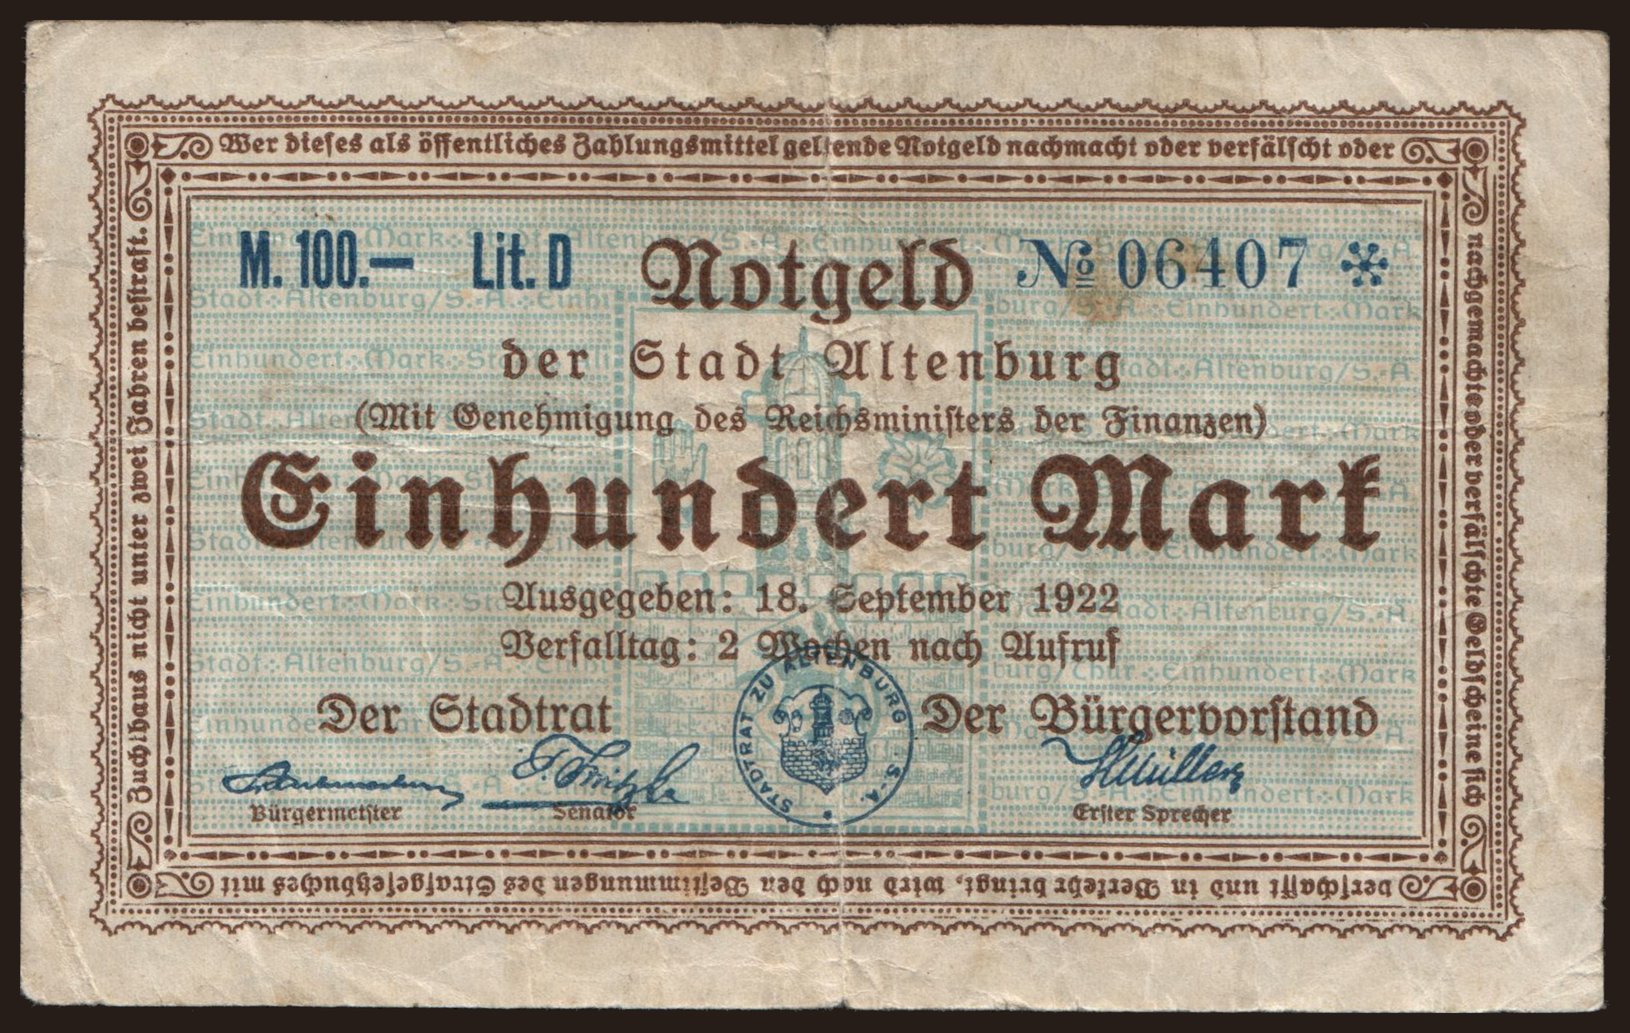 Wer dieses als öffentliches Zahlungsmittel geltende Notgeld nachmacht oder verfälscht oder
nachgemachte oder verfälschte Geldscheine sich
verschafft und in Verkehr bringt, wird nach den Bestimmungen des Strafgesetzbuches mit
Zuchthaus nicht unter zwei Jahren bestraft.
M. 100.— Lit. D Notgeld № 06407 *
der Stadt Altenburg
(Mit Genehmigung des Reichsministers der Finanzen)
Einhundert Mark
Ausgegeben: 18. September 1922
Verfalltag: 2 Wochen nach Aufruf
Der Stadtrat Der Bürgervorstand
STADTRAT ZU ALTENBURG S.-A.
Müller
Bürgermeister Senator Erster Sprecher